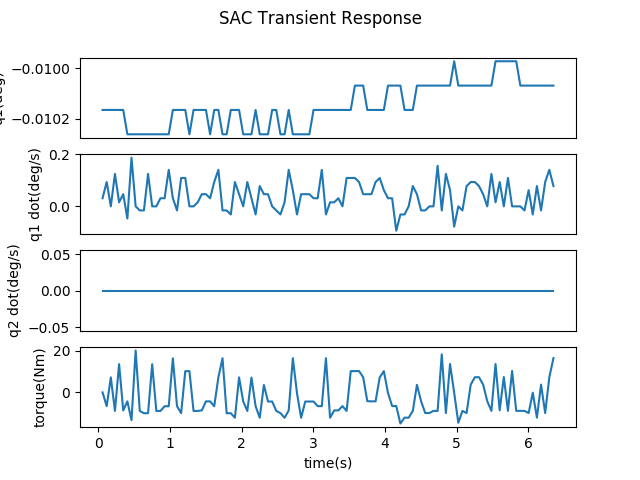 SAC Transient Response
−0.0100
−0.0102
0.2
0.0
q1 dot(deg/s)
0.05
0.00
−0.05
q2 dot(deg/s)
20
0
torque(Nm)
0 1 2 3 4 5 6
time(s)